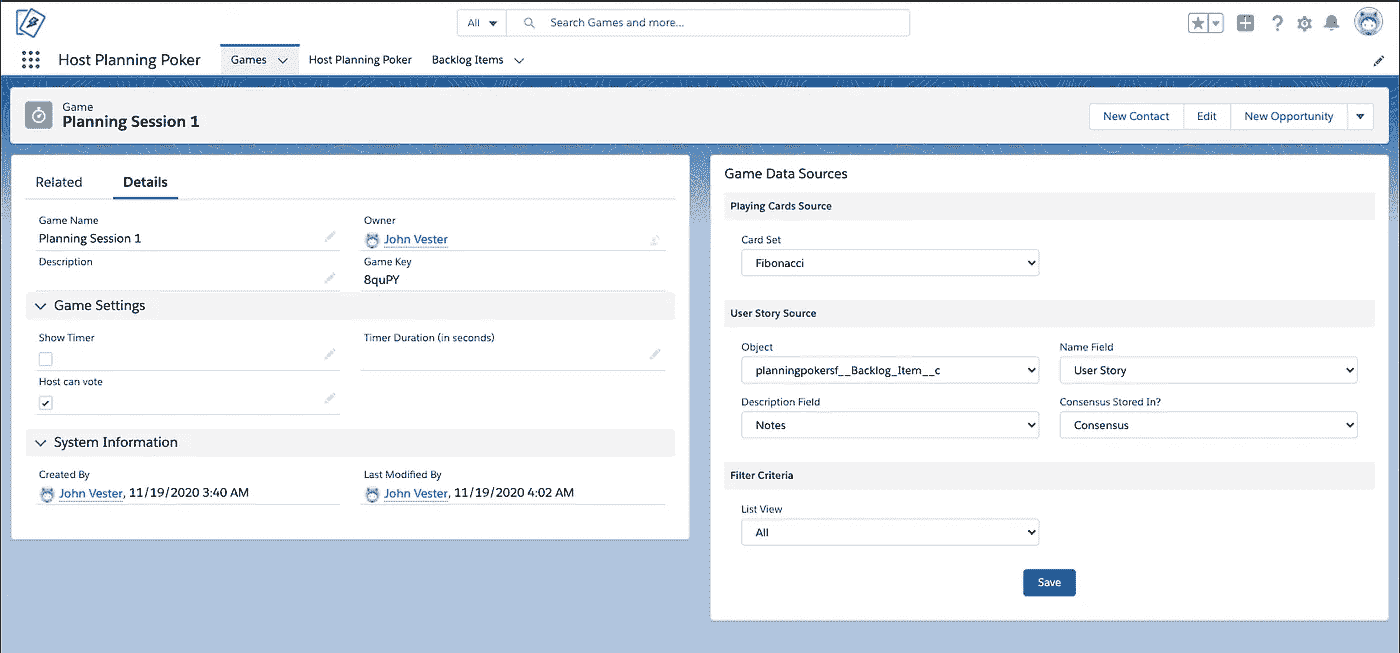 All
Search Games and more...
Host Planning Poker
Games
Host Planning Poker
Backlog Items
Game
Planning Session 1
New Contact
Edit
New Opportunity
Related
Details
Game Name
Planning Session 1
Owner
John Vester
Description
Game Key
8quPY
Game Settings
Show Timer
Timer Duration (in seconds)
Host can vote
System Information
Created By
John Vester, 11/19/2020 3:40 AM
Last Modified By
John Vester, 11/19/2020 4:02 AM
Game Data Sources
Playing Cards Source
Card Set
Fibonacci
User Story Source
Object
planningpokersf__Backlog_Item__c
Name Field
User Story
Description Field
Notes
Consensus Stored In?
Consensus
Filter Criteria
List View
All
Save